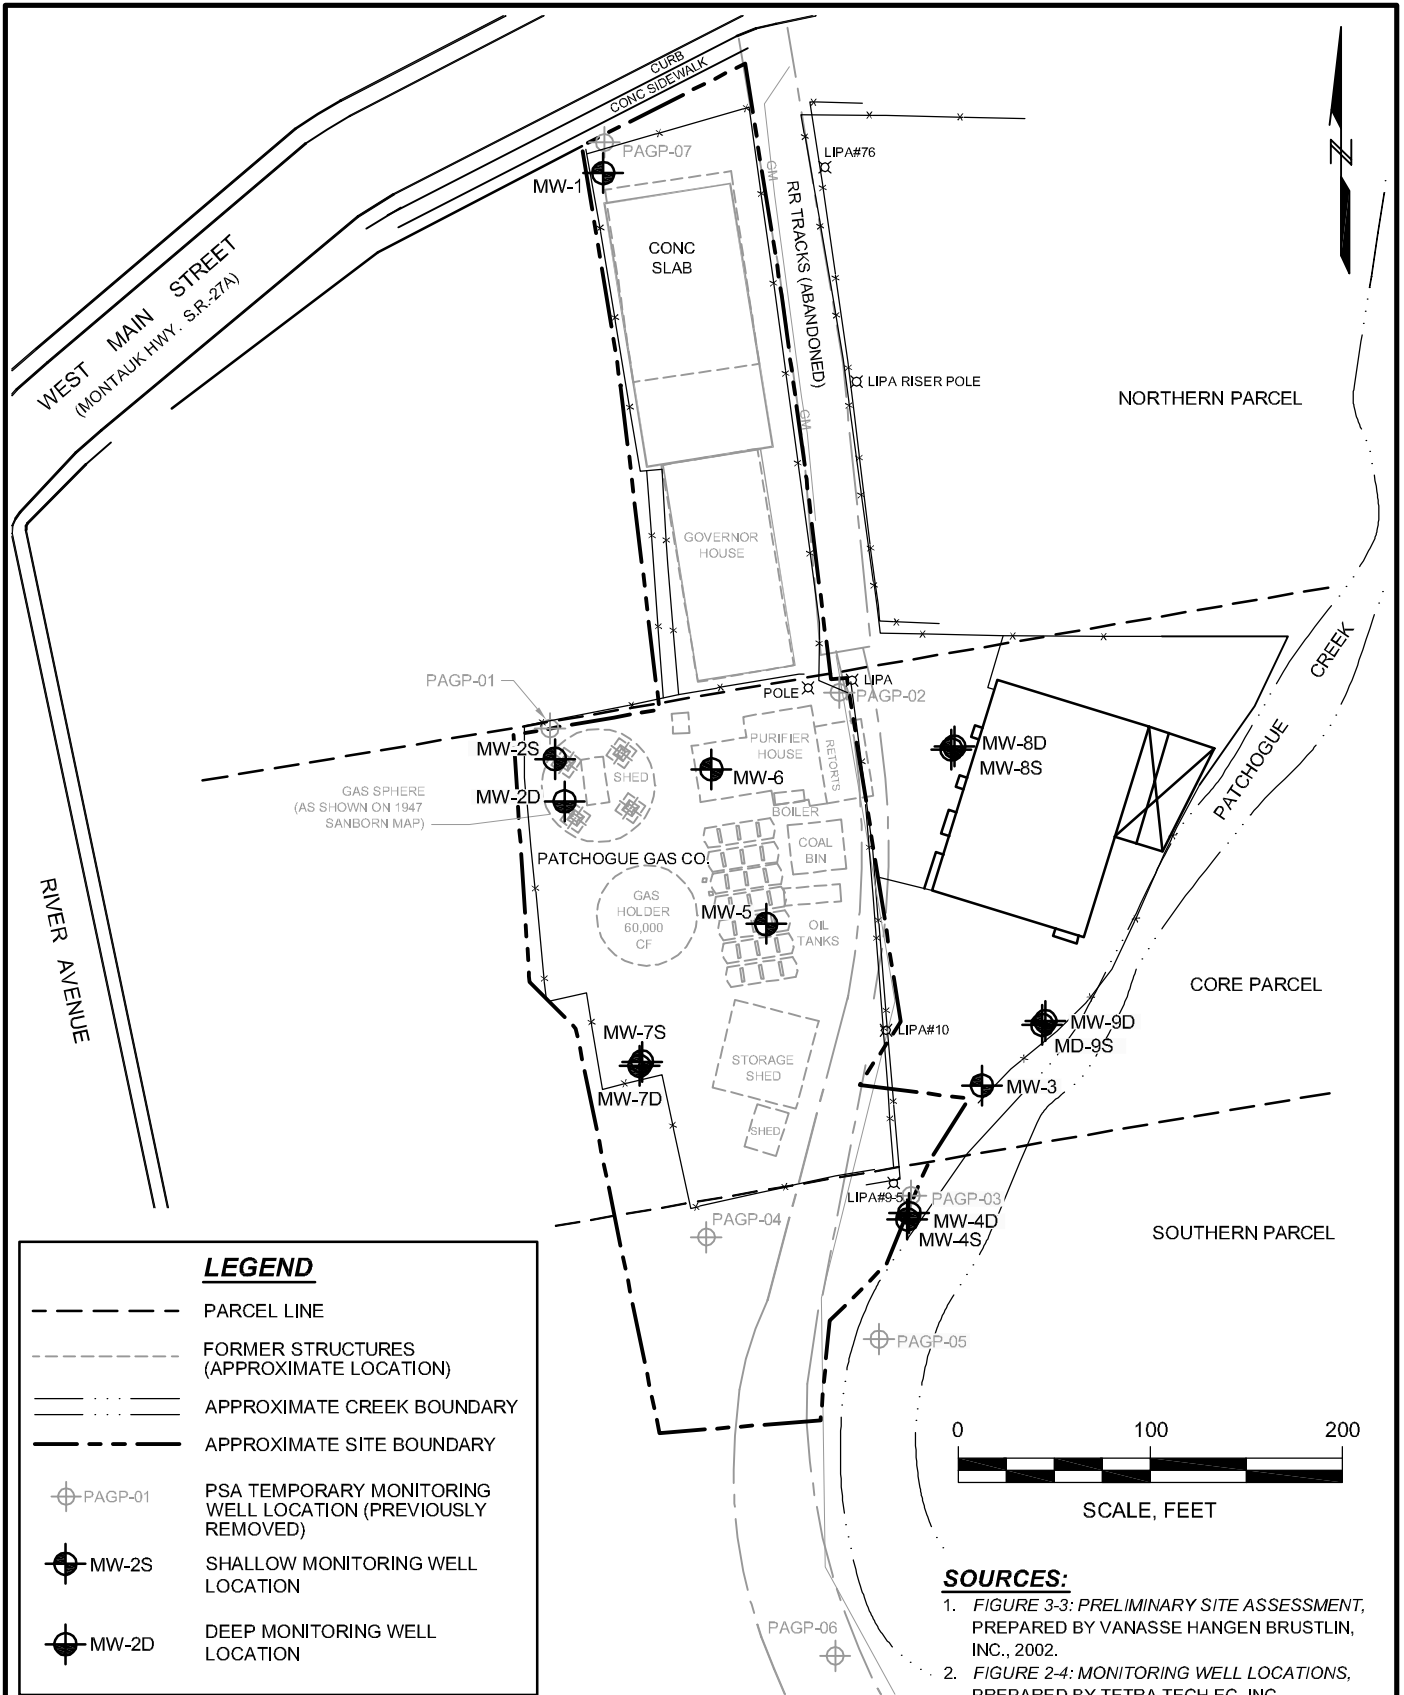 CURB
CONC SIDEWALK
PAGP-07
MW-1
LIPA#76
N
GM
RR TRACKS (ABANDONED)
CONC
SLAB
WEST MAIN STREET
(MONTAUK HWY. S.R.-27A)
LIPA RISER POLE
NORTHERN PARCEL
GM
GOVERNOR
HOUSE
CREEK
PATCHOGUE
PAGP-01
POLE
LIPA
PAGP-02
MW-2S
PURIFIER
HOUSE
RETORTS
MW-8D
MW-8S
SHED
MW-6
MW-2D
GAS SPHERE
(AS SHOWN ON 1947
SANBORN MAP)
BOILER
COAL
BIN
PATCHOGUE GAS CO.
RIVER AVENUE
GAS
HOLDER
60,000
CF
MW-5
OIL
TANKS
CORE PARCEL
MW-7S
LIPA#10
MW-9D
MD-9S
STORAGE
SHED
MW-3
MW-7D
SHED
LIPA#9-5
PAGP-03
PAGP-04
MW-4D
MW-4S
SOUTHERN PARCEL
PAGP-05
LEGEND
PARCEL LINE
FORMER STRUCTURES
(APPROXIMATE LOCATION)
APPROXIMATE CREEK BOUNDARY
APPROXIMATE SITE BOUNDARY
PAGP-01
PSA TEMPORARY MONITORING
WELL LOCATION (PREVIOUSLY
REMOVED)
MW-2S
SHALLOW MONITORING WELL
LOCATION
MW-2D
DEEP MONITORING WELL
LOCATION
0 100 200
SCALE, FEET
PAGP-06
SOURCES:
1. FIGURE 3-3: PRELIMINARY SITE ASSESSMENT,
PREPARED BY VANASSE HANGEN BRUSTLIN,
INC., 2002.
2. FIGURE 2-4: MONITORING WELL LOCATIONS,
PREPARED BY TETRA TECH EC, INC.